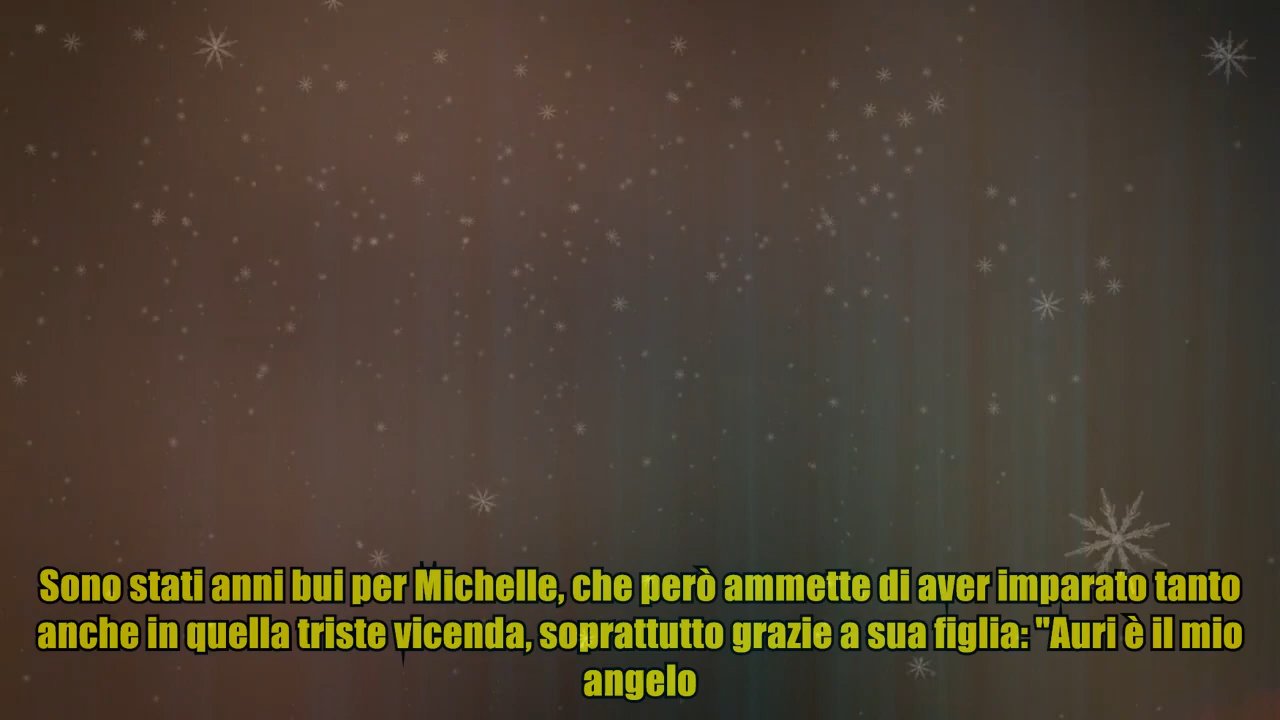 Sono stati anni bui per Michelle, che però ammette di aver imparato tanto
anche in quella triste vicenda, soprattutto grazie a sua figlia: "Auri è il mio
angelo